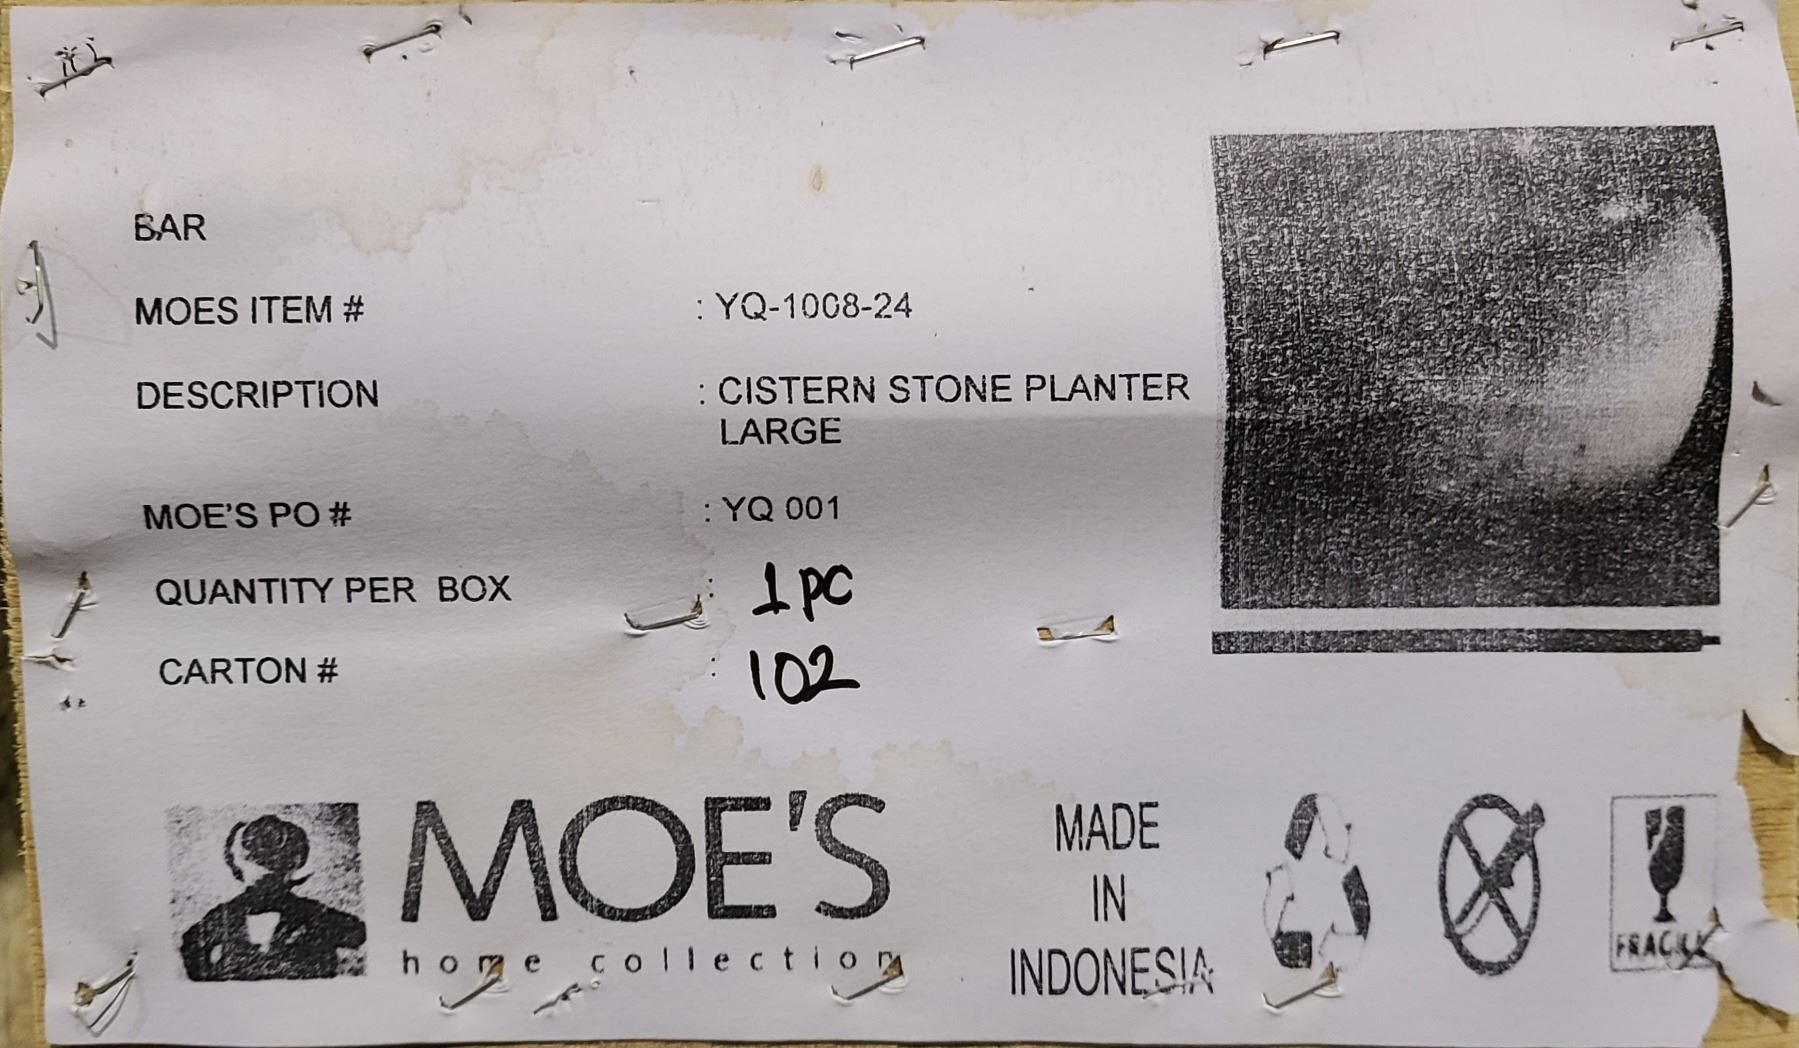 BAR
MOES ITEM # : YQ-1008-24
DESCRIPTION : CISTERN STONE PLANTER
LARGE
MOE'S PO # : YQ 001
QUANTITY PER BOX : 1 PC
CARTON # : 102
MOE'S
home collection
MADE
IN
INDONESIA
FRAGILE